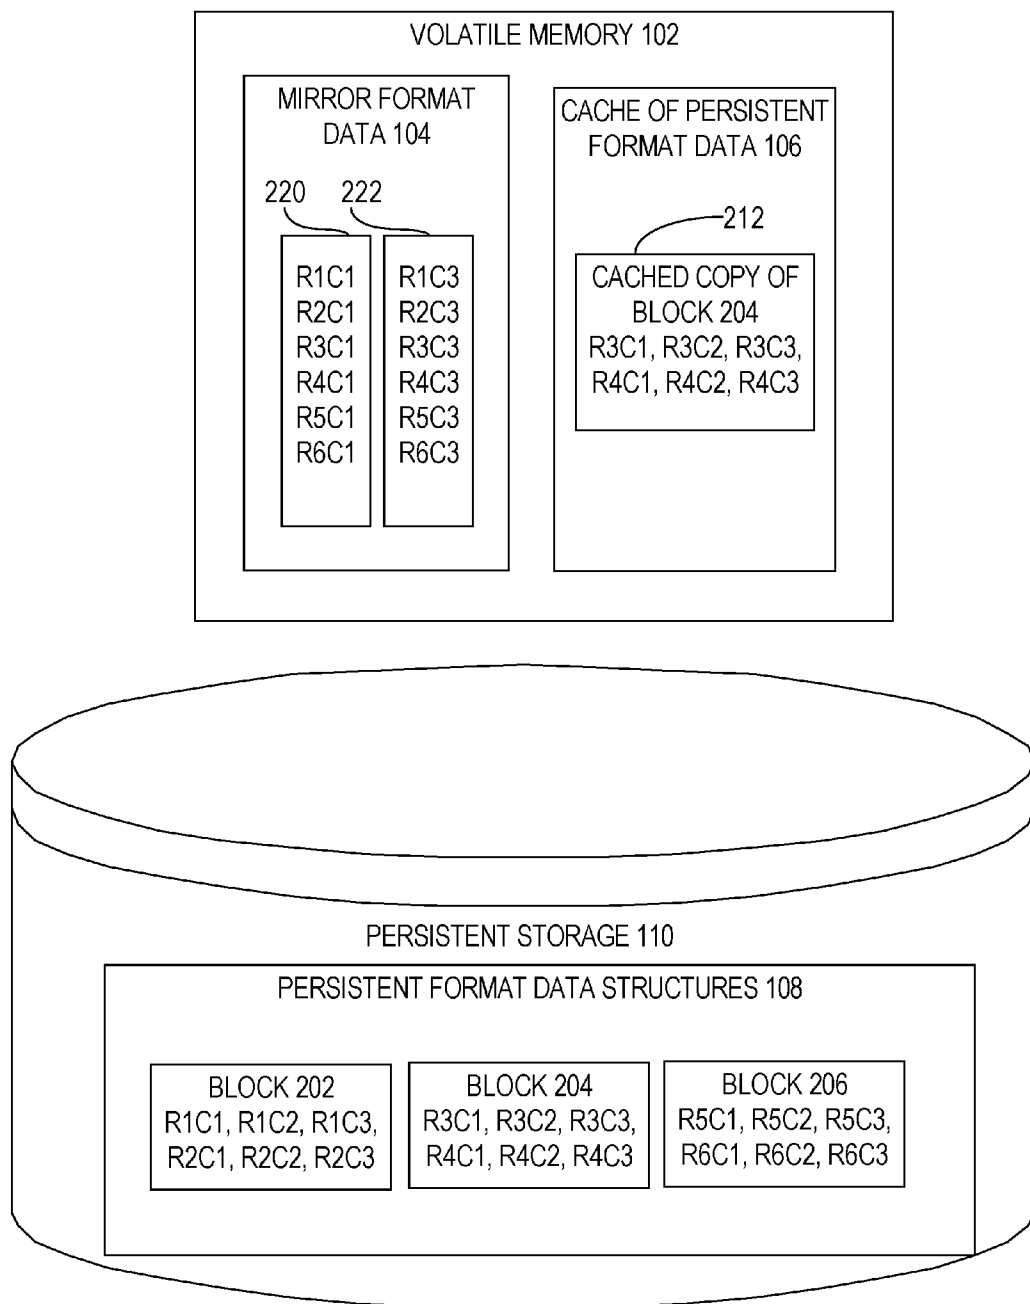 VOLATILE MEMORY 102
MIRROR FORMAT
DATA 104
220
222
R1C1
R2C1
R3C1
R4C1
R5C1
R6C1
R1C3
R2C3
R3C3
R4C3
R5C3
R6C3
CACHE OF PERSISTENT
FORMAT DATA 106
212
CACHED COPY OF
BLOCK 204
R3C1, R3C2, R3C3,
R4C1, R4C2, R4C3
PERSISTENT STORAGE 110
PERSISTENT FORMAT DATA STRUCTURES 108
BLOCK 202
R1C1, R1C2, R1C3,
R2C1, R2C2, R2C3
BLOCK 204
R3C1, R3C2, R3C3,
R4C1, R4C2, R4C3
BLOCK 206
R5C1, R5C2, R5C3,
R6C1, R6C2, R6C3